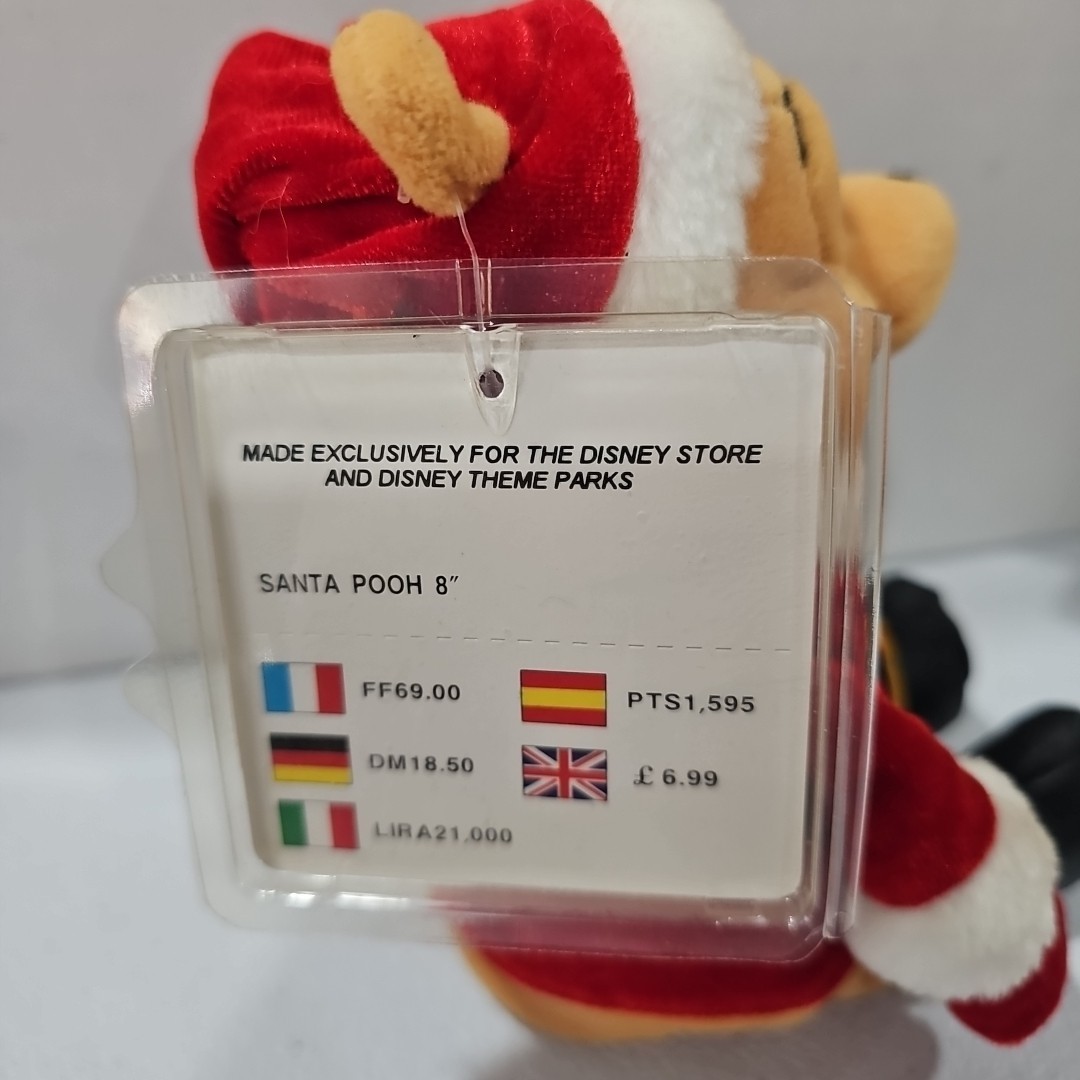 MADE EXCLUSIVELY FOR THE DISNEY STORE
AND DISNEY THEME PARKS
SANTA POOH 8″
FF69.00
PTS1,595
DM18.50
£ 6.99
LIRA21,000